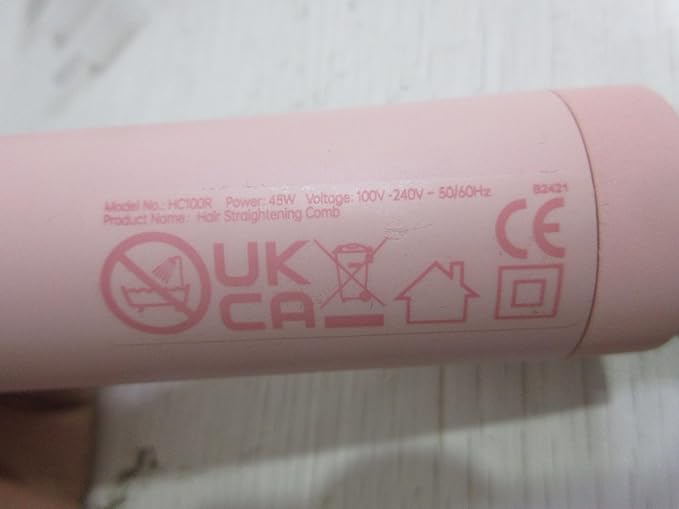 Model No.: HC100R Power: 45W Voltage: 100V -240V ~ 50/60Hz
Product Name: Hair Straightening Comb
B2421
UK
CA
CE